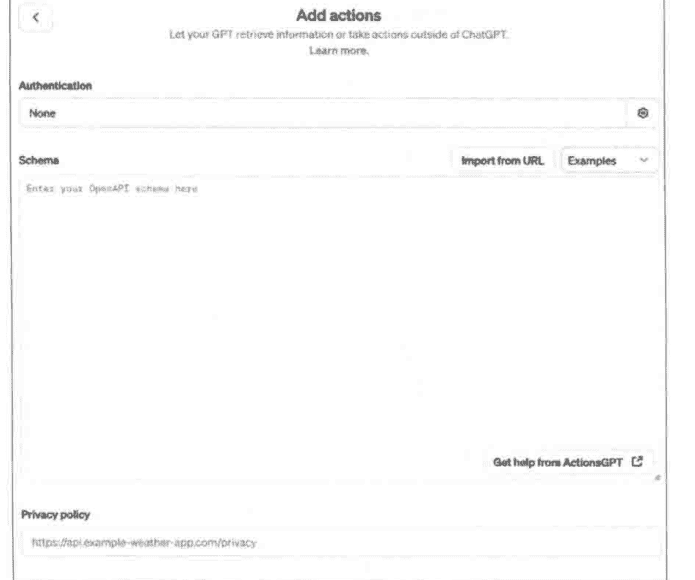 Add actions
Let your GPT retrieve information or take actions outside of ChatGPT.
Learn more.
Authentication
None
Schema
Import from URL
Examples
Enter your OpenAPI schema here
Get help from ActionsGPT
Privacy policy
https://api.example-weather-app.com/privacy